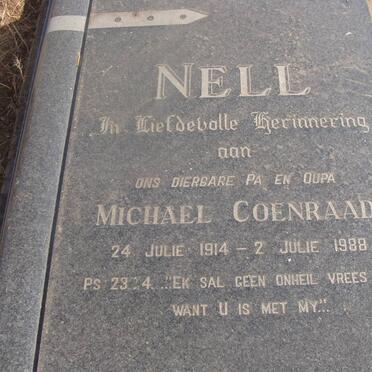 NELL
In Liefdevolle Herinnering
aan
ONS DIERBARE PA EN OUPA
MICHAEL COENRAAD
24 JULIE 1914 – 2 JULIE 1988
PS 23:4 "EK SAL GEEN ONHEIL VREES
WANT U IS MET MY"